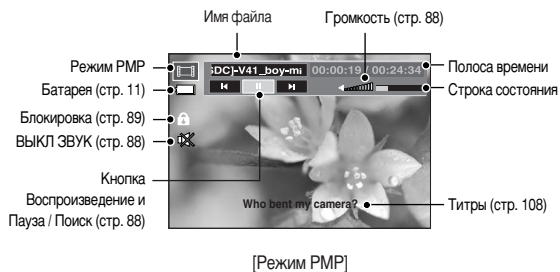 Имя файла
Громкость (стр. 88)
Режим PMP
Батарея (стр. 11)
Блокировка (стр. 89)
ВЫКЛ ЗВУК (стр. 88)
Кнопка
Воспроизведение и
Пауза / Поиск (стр. 88)
SDC]-V41_boy-mi
00:00:19 / 00:24:34
Полоса времени
Строка состояния
Who bent my camera?
Титры (стр. 108)
[Режим PMP]